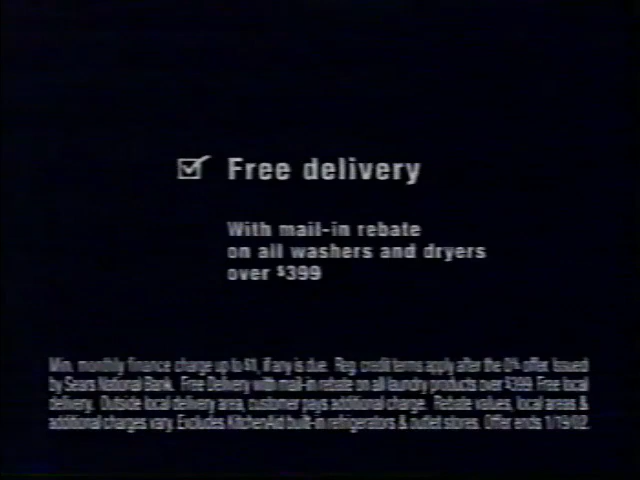 Free delivery
With mail-in rebate
on all washers and dryers
over $399
Min. monthly finance charge up to $1, if any is due. Reg. credit terms apply after the 0% offer. Issued
by Sears National Bank. Free Delivery with mail-in rebate on all laundry products over $399. Free local
delivery. Outside local delivery area, customer pays additional charge. Rebate values, local areas &
additional charges vary. Excludes KitchenAid built-in refrigerators & outlet stores. Offer ends 1/19/02.